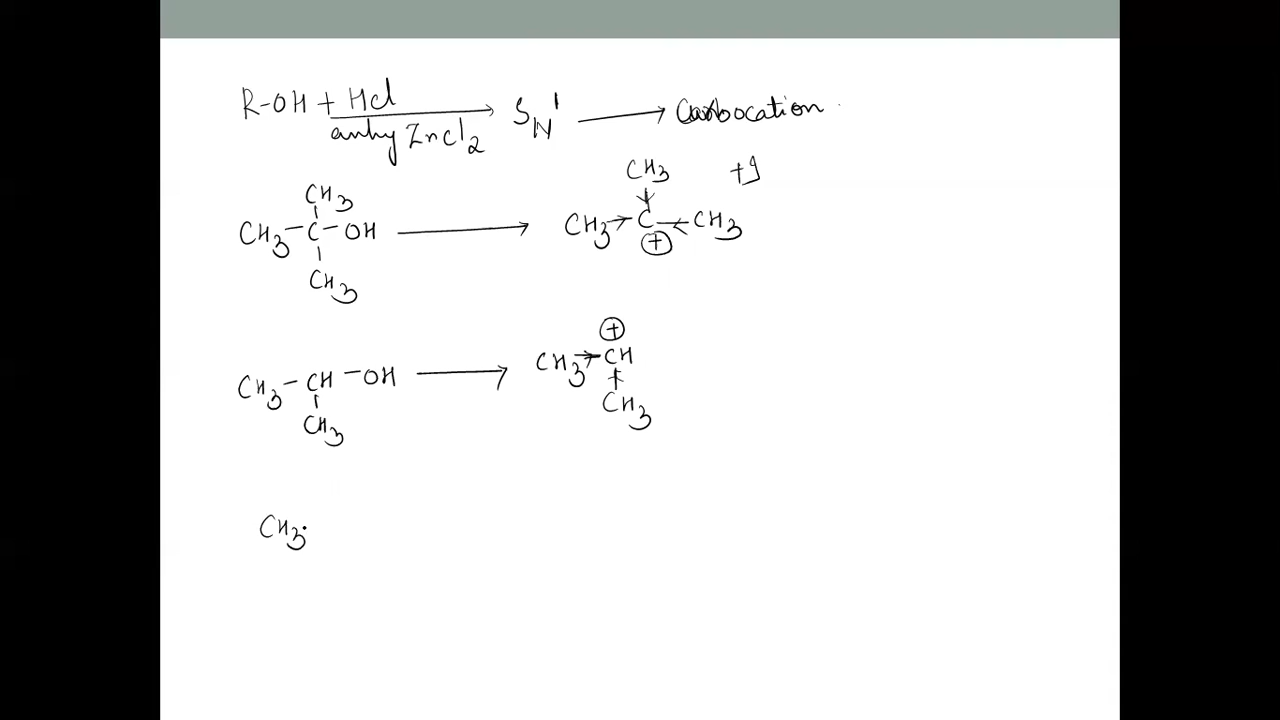 R-OH + HCl
anhy ZnCl2
SN1
Carbocation
CH3
CH3-C-OH
CH3
CH3
+I
CH3 C CH3
+
CH3-CH-OH
CH3
+
CH3 CH
CH3
CH3